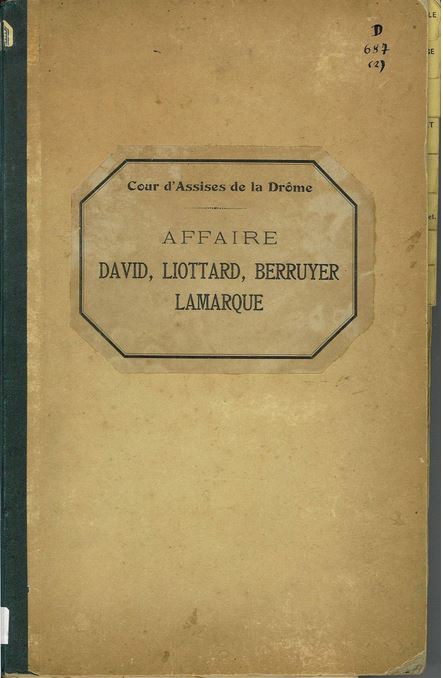 D
687
(2)
Cour d'Assises de la Drôme
AFFAIRE
DAVID, LIOTTARD, BERRUYER
LAMARQUE